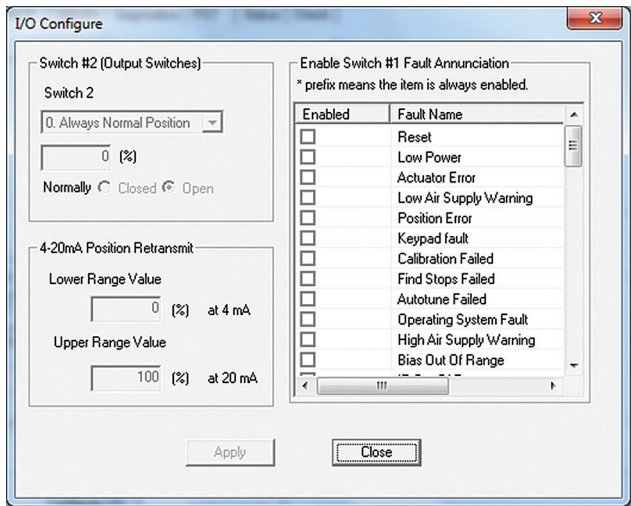 I/O Configure
Switch #2 (Output Switches)
Switch 2
0. Always Normal Position
0 (%)
Normally Closed Open
4-20mA Position Retransmit
Lower Range Value
0 (%) at 4 mA
Upper Range Value
100 (%) at 20 mA
Enable Switch #1 Fault Annunciation
* prefix means the item is always enabled.
Enabled Fault Name
Reset
Low Power
Actuator Error
Low Air Supply Warning
Position Error
Keypad fault
Calibration Failed
Find Stops Failed
Autotune Failed
Operating System Fault
High Air Supply Warning
Bias Out Of Range
Apply
Close